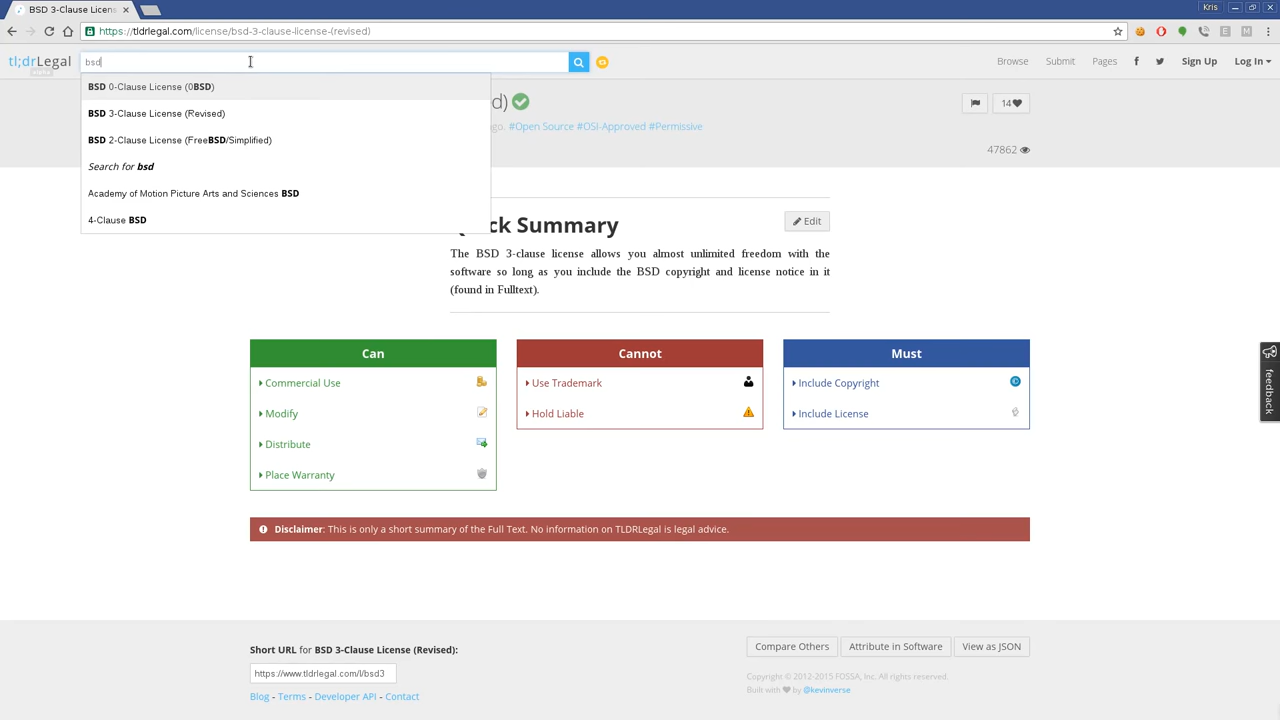 BSD 3-Clause License
Kris
https://tldrlegal.com/license/bsd-3-clause-license-(revised)
tl;drLegal
bsd
Browse Submit Pages Sign Up Log In
BSD 0-Clause License (0BSD)
BSD 3-Clause License (Revised)
BSD 2-Clause License (FreeBSD/Simplified)
Search for bsd
Academy of Motion Picture Arts and Sciences BSD
4-Clause BSD
d)
14
ago. #Open Source #OSI-Approved #Permissive
47862
ck Summary
Edit
The BSD 3-clause license allows you almost unlimited freedom with the
software so long as you include the BSD copyright and license notice in it
(found in Fulltext).
Can
Commercial Use
Modify
Distribute
Place Warranty
Cannot
Use Trademark
Hold Liable
Must
Include Copyright
Include License
feedback
Disclaimer: This is only a short summary of the Full Text. No information on TLDRLegal is legal advice.
Short URL for BSD 3-Clause License (Revised):
https://www.tldrlegal.com/l/bsd3
Blog - Terms - Developer API - Contact
Compare Others Attribute in Software View as JSON
Copyright © 2012-2015 FOSSA, Inc. All rights reserved.
Built with by @kevinverse